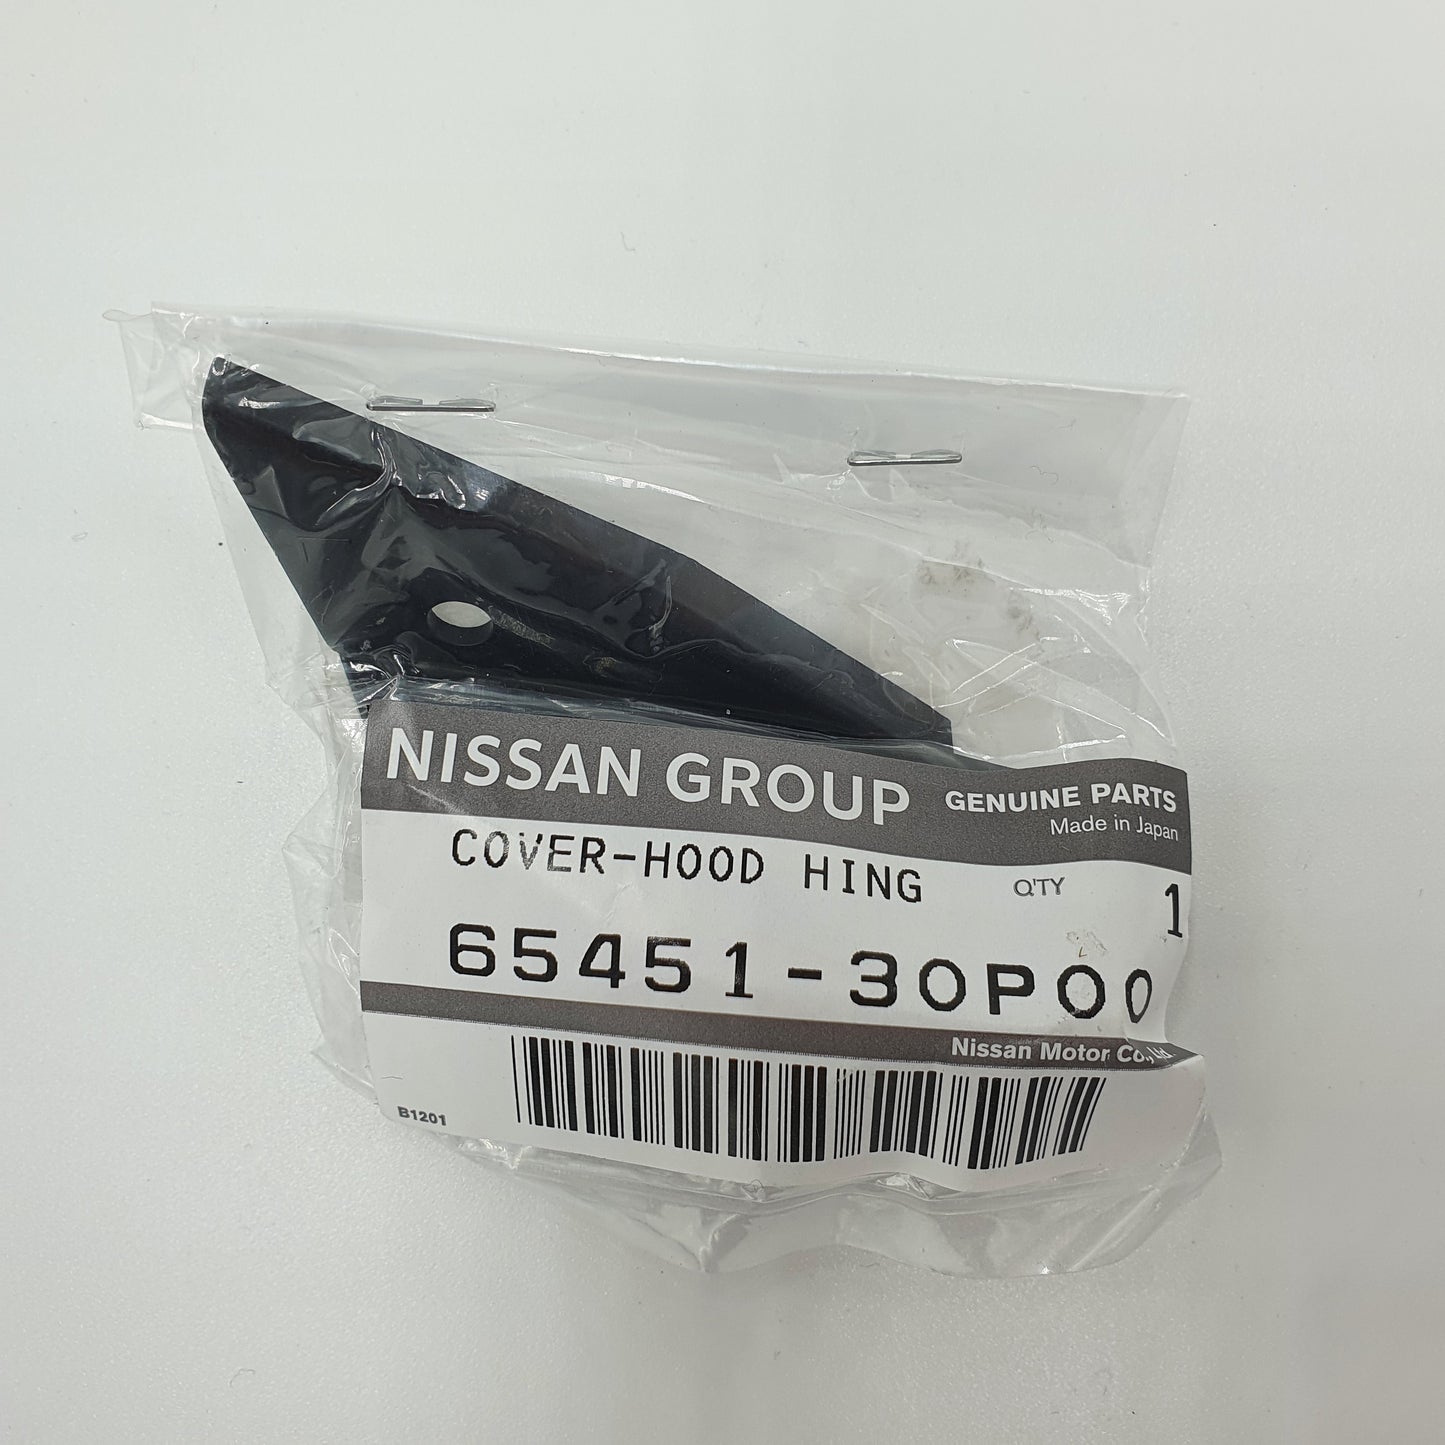 NISSAN GROUP GENUINE PARTS
Made in Japan
COVER-HOOD HING Q'TY 1
65451-30P00
Nissan Motor Co., Ltd.
B1201